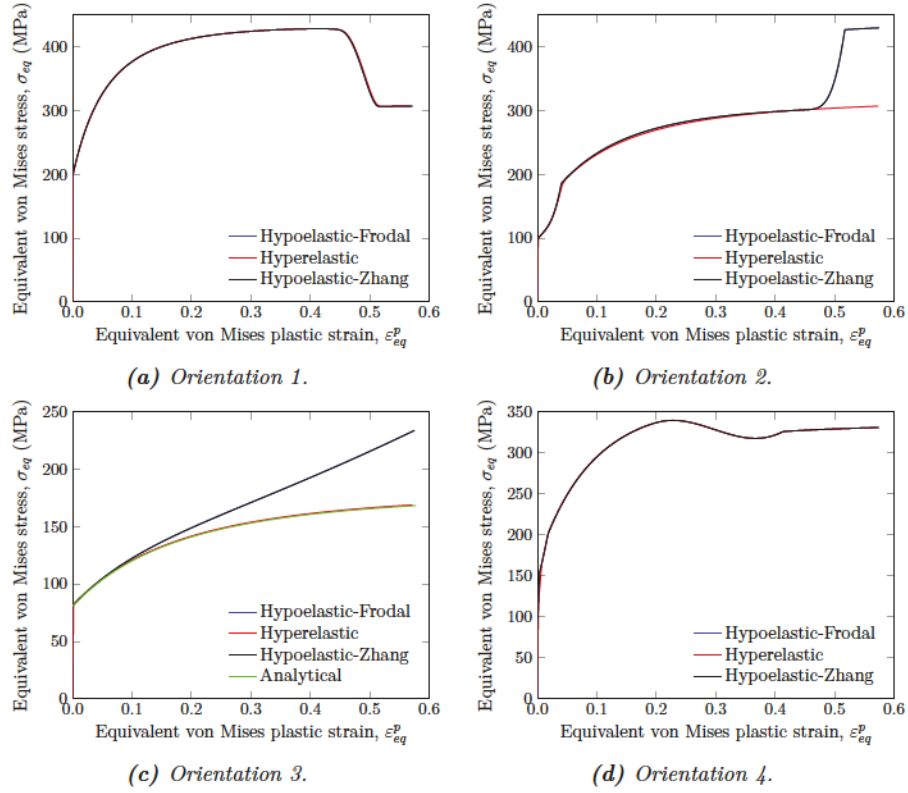 Equivalent von Mises stress, σ_eq (MPa)
400
300
200
100
0
0.0 0.1 0.2 0.3 0.4 0.5 0.6
Hypoelastic-Frodal
Hyperelastic
Hypoelastic-Zhang
Equivalent von Mises plastic strain, ε^p_eq
(a) Orientation 1.
Equivalent von Mises stress, σ_eq (MPa)
400
300
200
100
0
0.0 0.1 0.2 0.3 0.4 0.5 0.6
Hypoelastic-Frodal
Hyperelastic
Hypoelastic-Zhang
Equivalent von Mises plastic strain, ε^p_eq
(b) Orientation 2.
Equivalent von Mises stress, σ_eq (MPa)
250
200
150
100
50
0
0.0 0.1 0.2 0.3 0.4 0.5 0.6
Hypoelastic-Frodal
Hyperelastic
Hypoelastic-Zhang
Analytical
Equivalent von Mises plastic strain, ε^p_eq
(c) Orientation 3.
Equivalent von Mises stress, σ_eq (MPa)
350
300
250
200
150
100
50
0
0.0 0.1 0.2 0.3 0.4 0.5 0.6
Hypoelastic-Frodal
Hyperelastic
Hypoelastic-Zhang
Equivalent von Mises plastic strain, ε^p_eq
(d) Orientation 4.